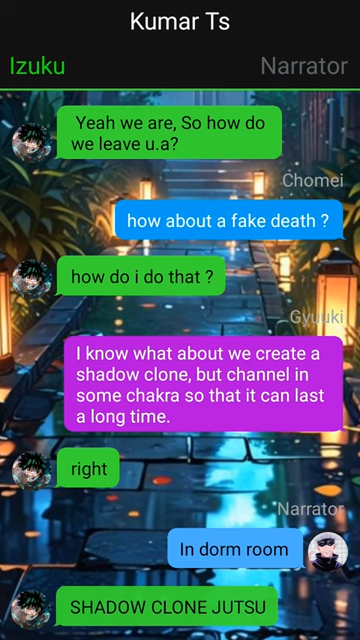 Kumar Ts
Izuku
Narrator
Yeah we are, So how do
we leave u.a?
Chomei
how about a fake death ?
how do i do that ?
Gyuuki
I know what about we create a
shadow clone, but channel in
some chakra so that it can last
a long time.
right
Narrator
In dorm room
SHADOW CLONE JUTSU